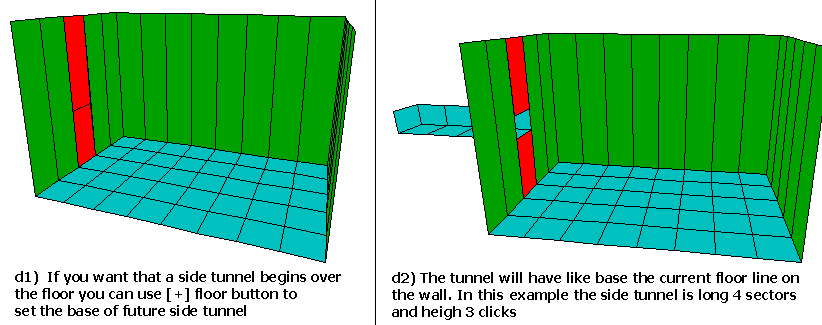 d1)  If you want that a side tunnel begins over
the floor you can use [+] floor button to
set the base of future side tunnel
d2) The tunnel will have like base the current floor line on
the wall. In this example the side tunnel is long 4 sectors
and heigh 3 clicks